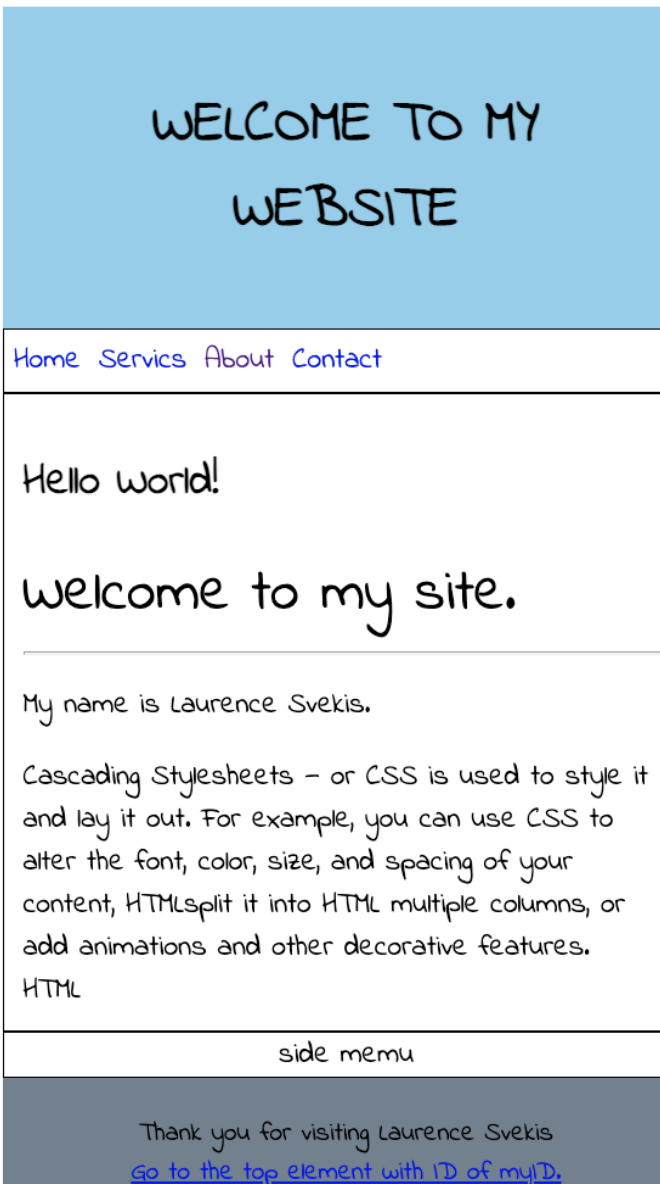 WELCOME TO MY
WEBSITE
Home Servics About Contact
Hello World!
Welcome to my site.
My name is Laurence Svekis.
Cascading Stylesheets – or CSS is used to style it
and lay it out. For example, you can use CSS to
alter the font, color, size, and spacing of your
content, HTMLsplit it into HTML multiple columns, or
add animations and other decorative features.
HTML
side memu
Thank you for visiting Laurence Svekis
Go to the top element with ID of myID.